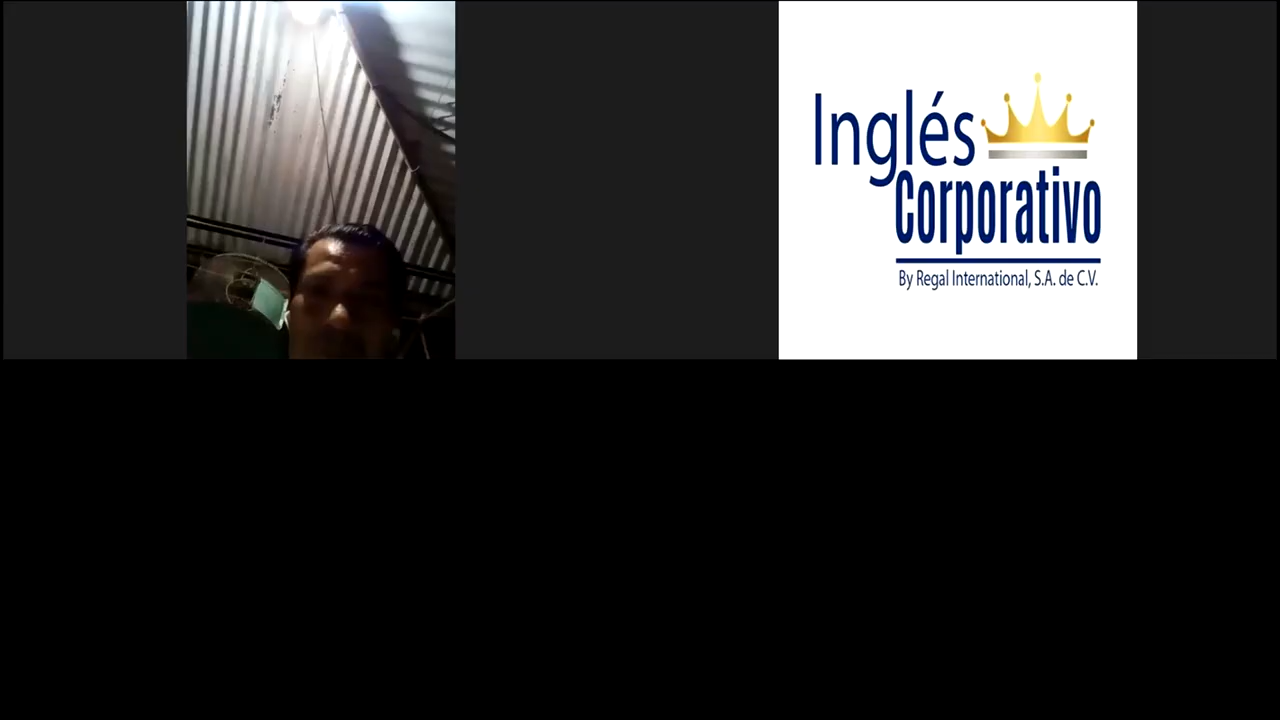 Inglés
Corporativo
By Regal International, S.A. de C.V.